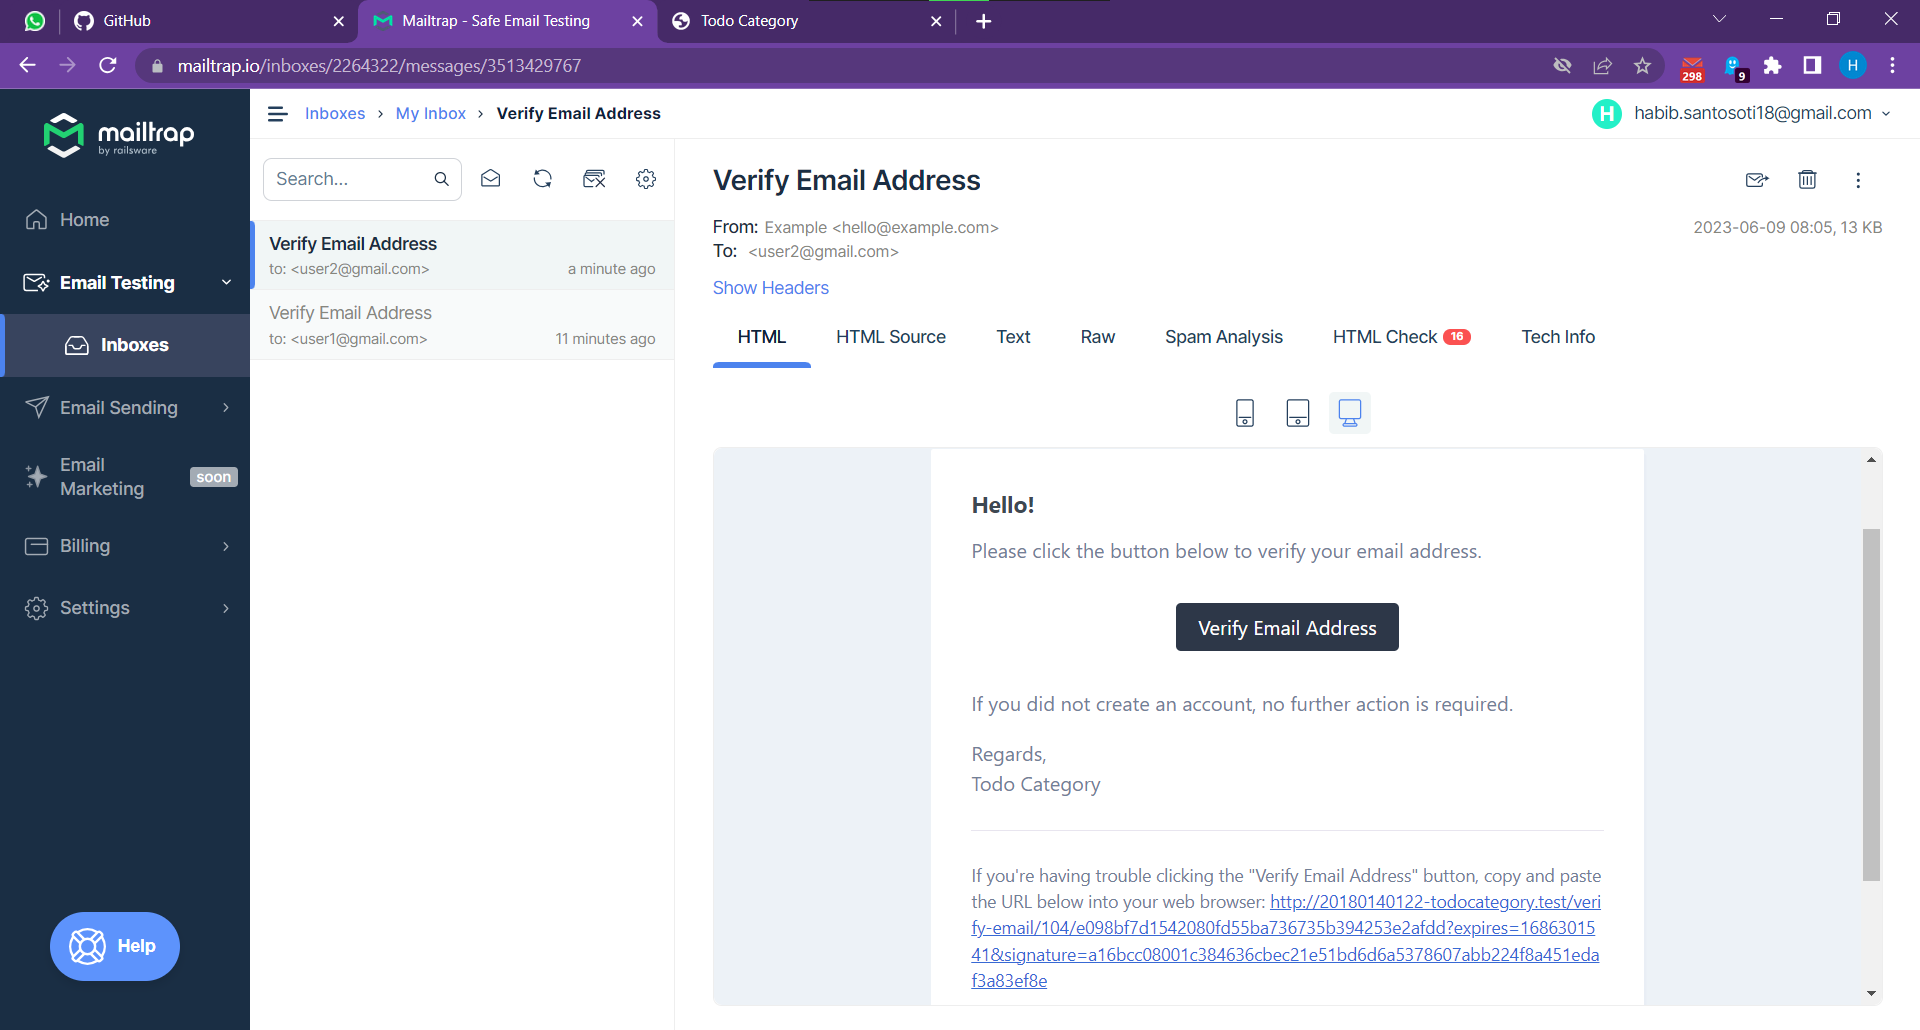 GitHub
Mailtrap - Safe Email Testing
Todo Category
mailtrap.io/inboxes/2264322/messages/3513429767
298
9
H
mailtrap
by railsware
Inboxes › My Inbox › Verify Email Address
H habib.santosoti18@gmail.com
Home
Email Testing
Inboxes
Email Sending
Email Marketing
soon
Billing
Settings
Help
Search...
Verify Email Address
to: <user2@gmail.com> a minute ago
Verify Email Address
to: <user1@gmail.com> 11 minutes ago
Verify Email Address
From: Example <hello@example.com>
2023-06-09 08:05, 13 KB
To: <user2@gmail.com>
Show Headers
HTML HTML Source Text Raw Spam Analysis HTML Check 16 Tech Info
Hello!
Please click the button below to verify your email address.
Verify Email Address
If you did not create an account, no further action is required.
Regards,
Todo Category
If you're having trouble clicking the "Verify Email Address" button, copy and paste
the URL below into your web browser: http://20180140122-todocategory.test/veri
fy-email/104/e098bf7d1542080fd55ba736735b394253e2afdd?expires=16863015
41&signature=a16bcc08001c384636cbec21e51bd6d6a5378607abb224f8a451eda
f3a83ef8e